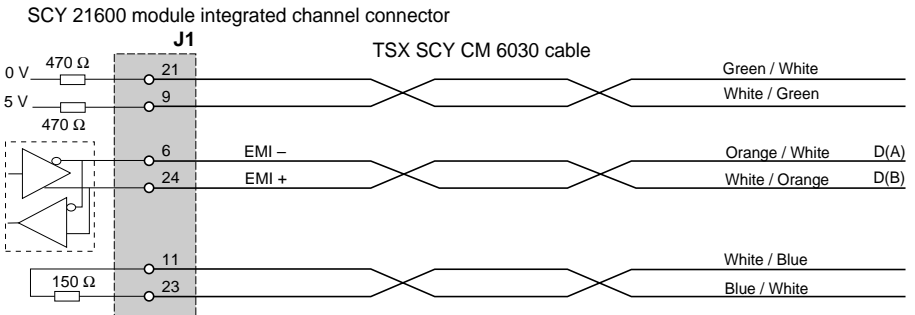 SCY 21600 module integrated channel connector
J1
TSX SCY CM 6030 cable
0 V 470 Ω 21 Green / White
5 V 9 White / Green
470 Ω
6 EMI – Orange / White D(A)
24 EMI + White / Orange D(B)
11 White / Blue
150 Ω 23 Blue / White